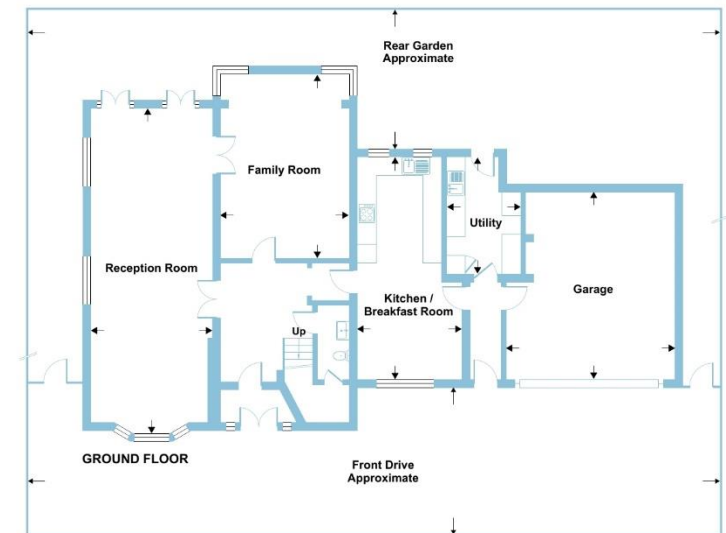 Rear Garden
Approximate
Family Room
Utility
Reception Room
Garage
Kitchen /
Breakfast Room
Up
GROUND FLOOR
Front Drive
Approximate